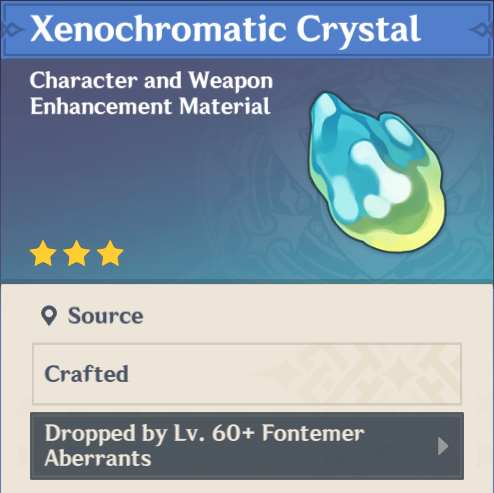 Xenochromatic Crystal
Character and Weapon
Enhancement Material
Source
Crafted
Dropped by Lv. 60+ Fontemer
Aberrants